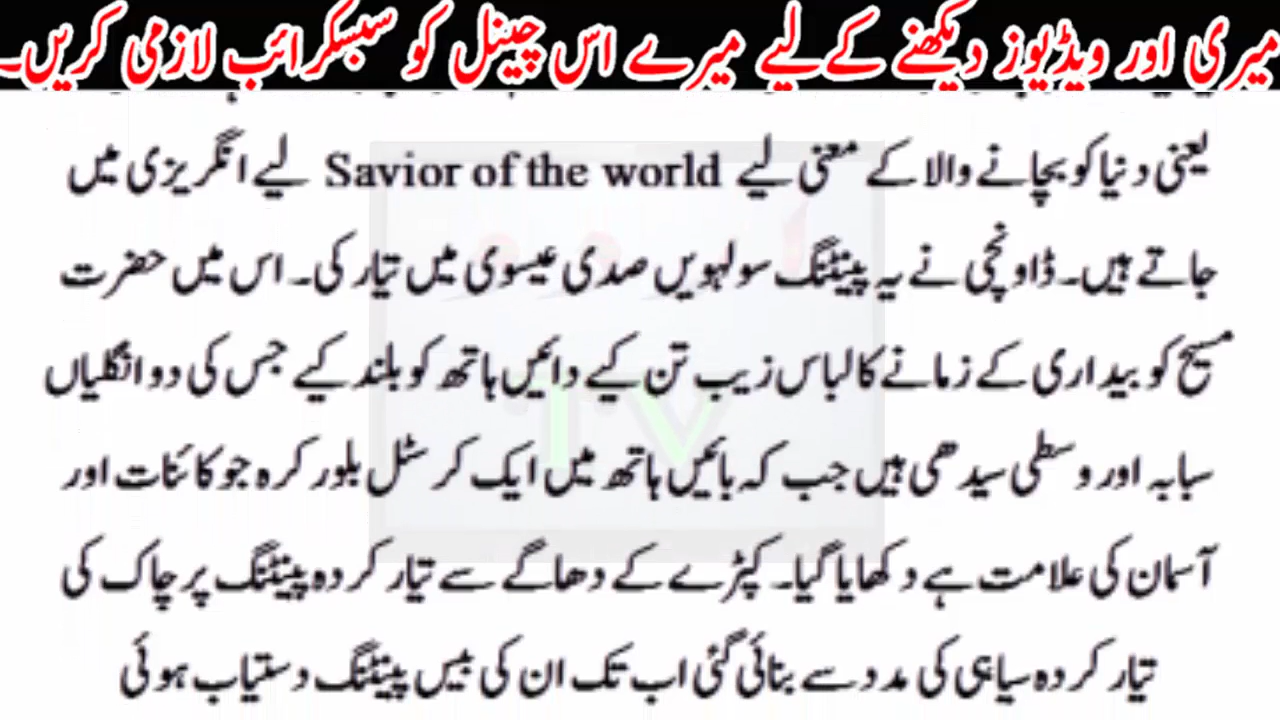 میری اور ویڈیوز دیکھنے کےلیے میرے اس چینل کو سبسکرائب لازمی کریں۔
لیے انگریزی میں Savior of the world یعنی دنیا کو بچانے والا کے معنی لیے
جاتے ہیں۔ ڈاونچی نے یہ پینٹنگ سولہویں صدی عیسوی میں تیار کی۔ اس میں حضرت
مسیح کو بیداری کے زمانے کا لباس زیب تن کیے دائیں ہاتھ کو بلند کیے جس کی دو انگلیاں
سبابہ اور وسطی سیدھی ہیں جب کہ بائیں ہاتھ میں ایک کرسٹل بلور کرہ جو کائنات اور
آسمان کی علامت ہے دکھایا گیا۔ کپڑے کے دھاگے سے تیار کردہ پینٹنگ پر چاک کی
تیار کردہ سیاہی کی مدد سے بنائی گئی اب تک ان کی بیس پینٹنگ دستیاب ہوئی
TV